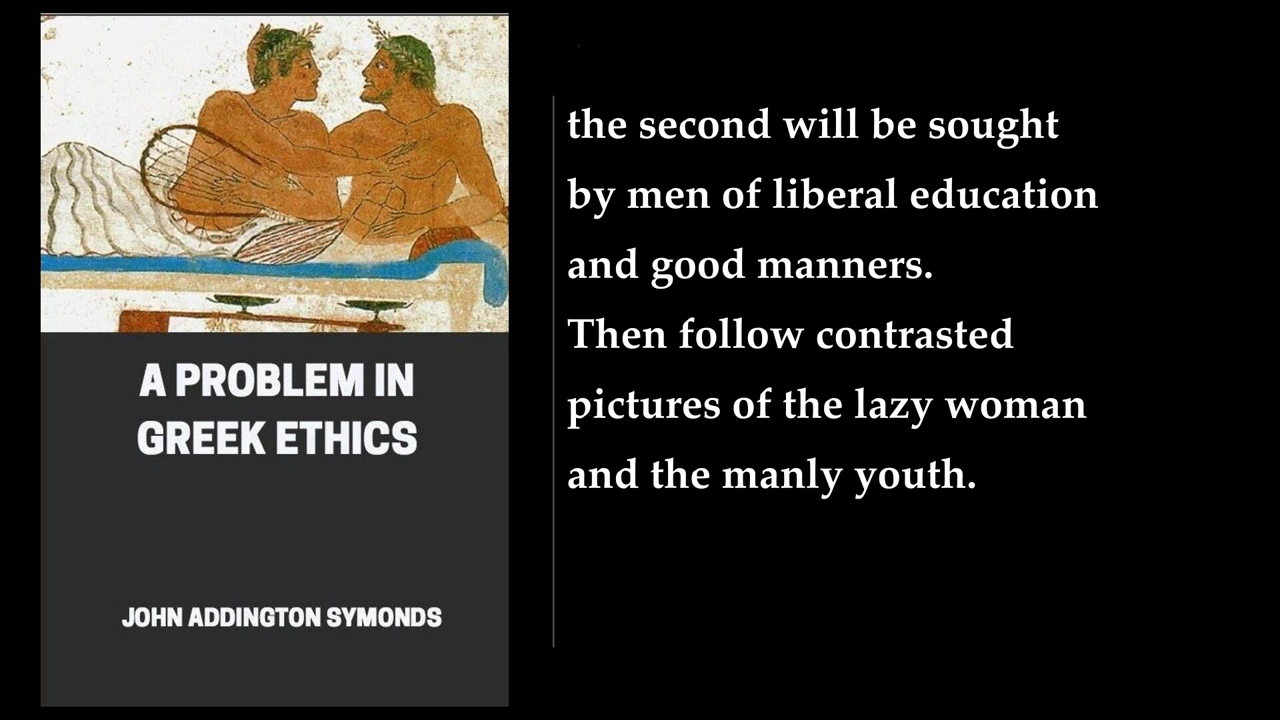 A PROBLEM IN
GREEK ETHICS
JOHN ADDINGTON SYMONDS
the second will be sought
by men of liberal education
and good manners.
Then follow contrasted
pictures of the lazy woman
and the manly youth.